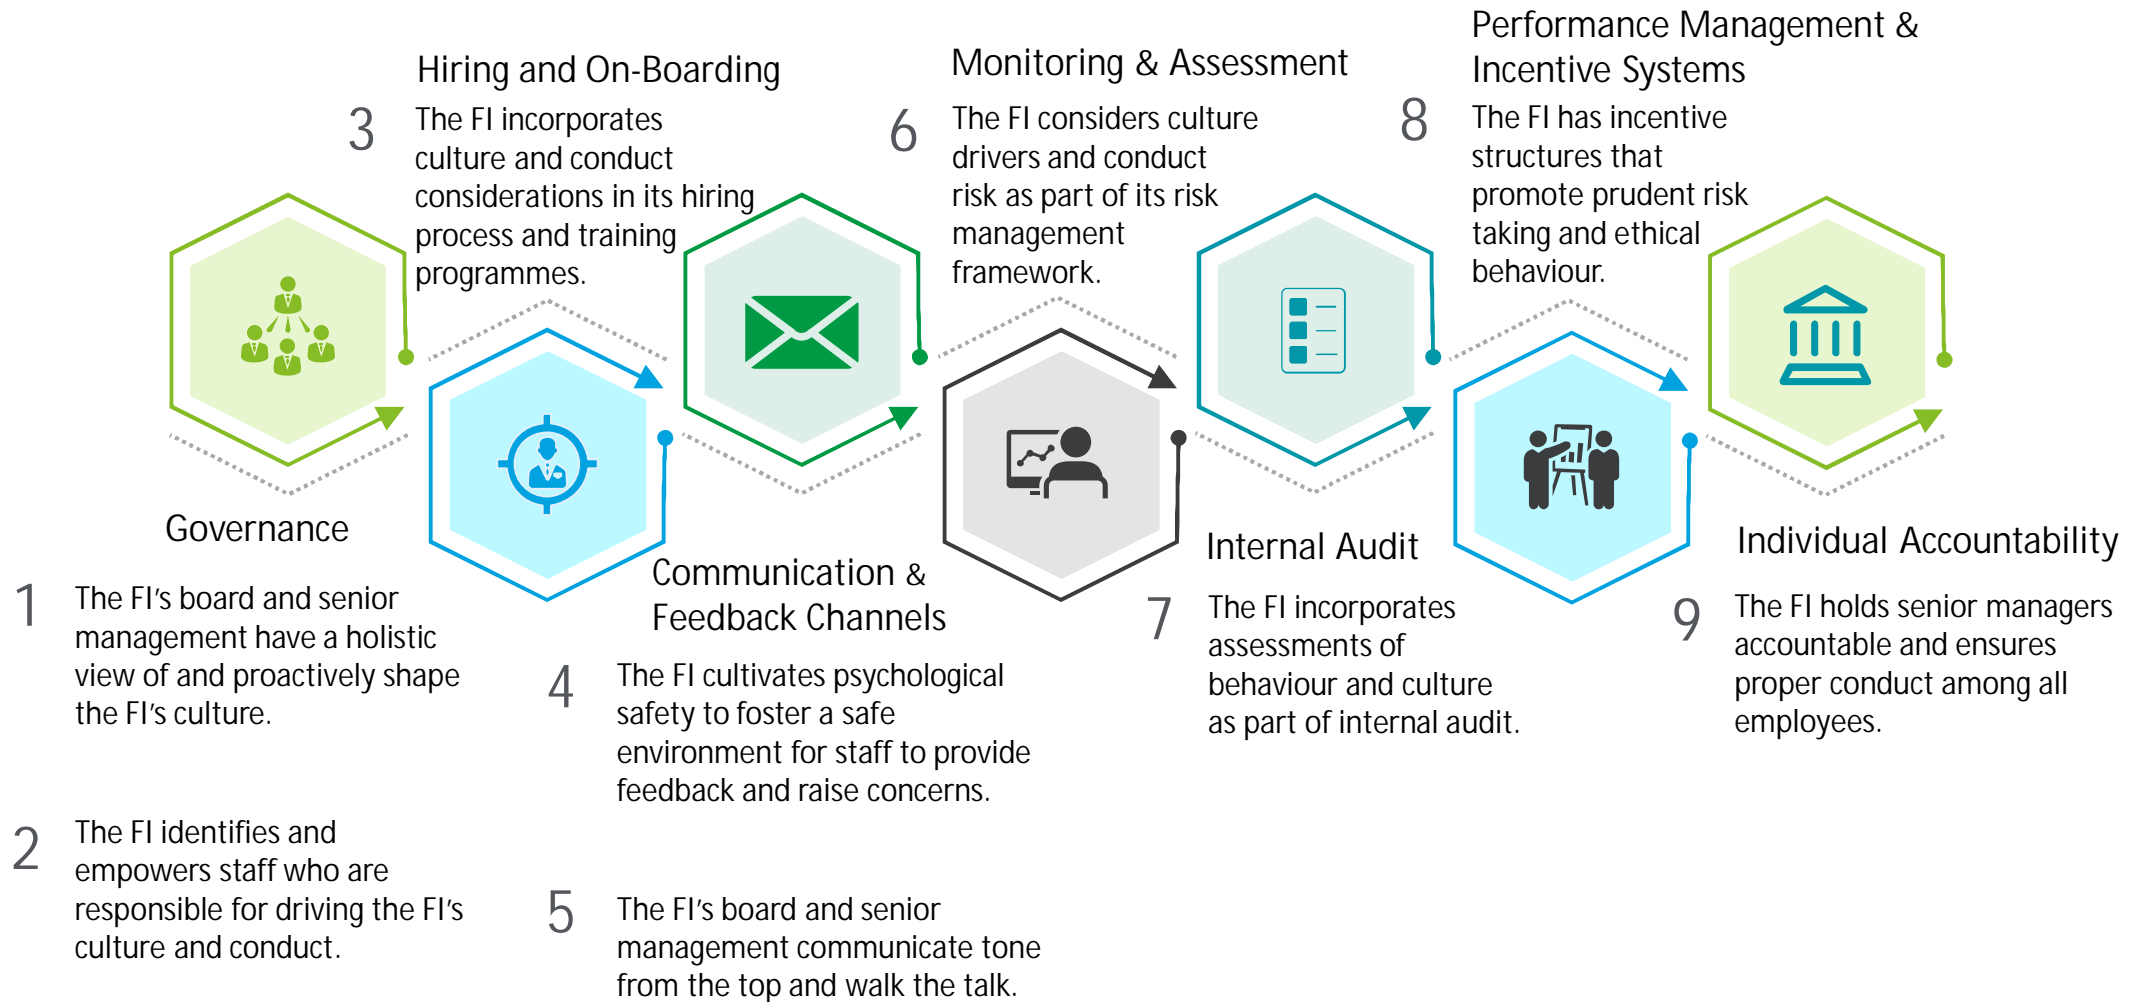 Governance
1
The FI's board and senior
management have a holistic
view of and proactively shape
the FI's culture.
2
The FI identifies and
empowers staff who are
responsible for driving the FI's
culture and conduct.
Hiring and On-Boarding
3
The FI incorporates
culture and conduct
considerations in its hiring
process and training
programmes.
Communication &
Feedback Channels
4
The FI cultivates psychological
safety to foster a safe
environment for staff to provide
feedback and raise concerns.
5
The FI's board and senior
management communicate tone
from the top and walk the talk.
Monitoring & Assessment
6
The FI considers culture
drivers and conduct
risk as part of its risk
management
framework.
Internal Audit
7
The FI incorporates
assessments of
behaviour and culture
as part of internal audit.
Performance Management &
Incentive Systems
8
The FI has incentive
structures that
promote prudent risk
taking and ethical
behaviour.
Individual Accountability
9
The FI holds senior managers
accountable and ensures
proper conduct among all
employees.